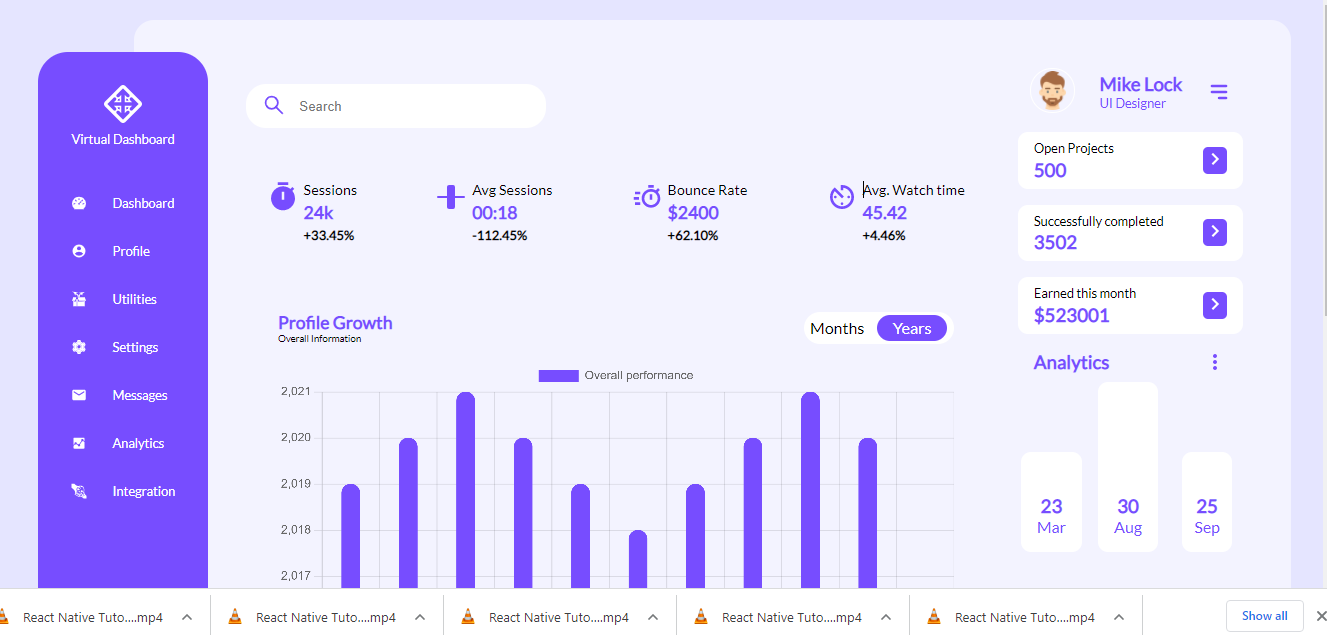 Virtual Dashboard
Dashboard
Profile
Utilities
Settings
Messages
Analytics
Integration
Search
Sessions
24k
+33.45%
Avg Sessions
00:18
-112.45%
Bounce Rate
$2400
+62.10%
Avg. Watch time
45.42
+4.46%
Profile Growth
Overall Information
Months
Years
Overall performance
2,021
2,020
2,019
2,018
2,017
Mike Lock
UI Designer
Open Projects
500
Successfully completed
3502
Earned this month
$523001
Analytics
23
Mar
30
Aug
25
Sep
React Native Tuto....mp4
React Native Tuto....mp4
React Native Tuto....mp4
React Native Tuto....mp4
React Native Tuto....mp4
Show all